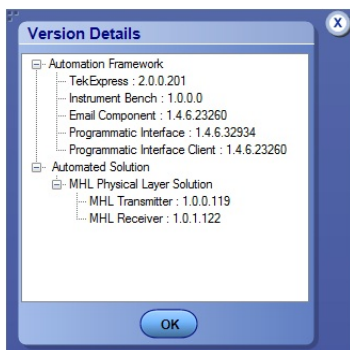 Version Details
X
Automation Framework
TekExpress : 2.0.0.201
Instrument Bench : 1.0.0.0
Email Component : 1.4.6.23260
Programmatic Interface : 1.4.6.32934
Programmatic Interface Client : 1.4.6.23260
Automated Solution
MHL Physical Layer Solution
MHL Transmitter : 1.0.0.119
MHL Receiver : 1.0.1.122
OK